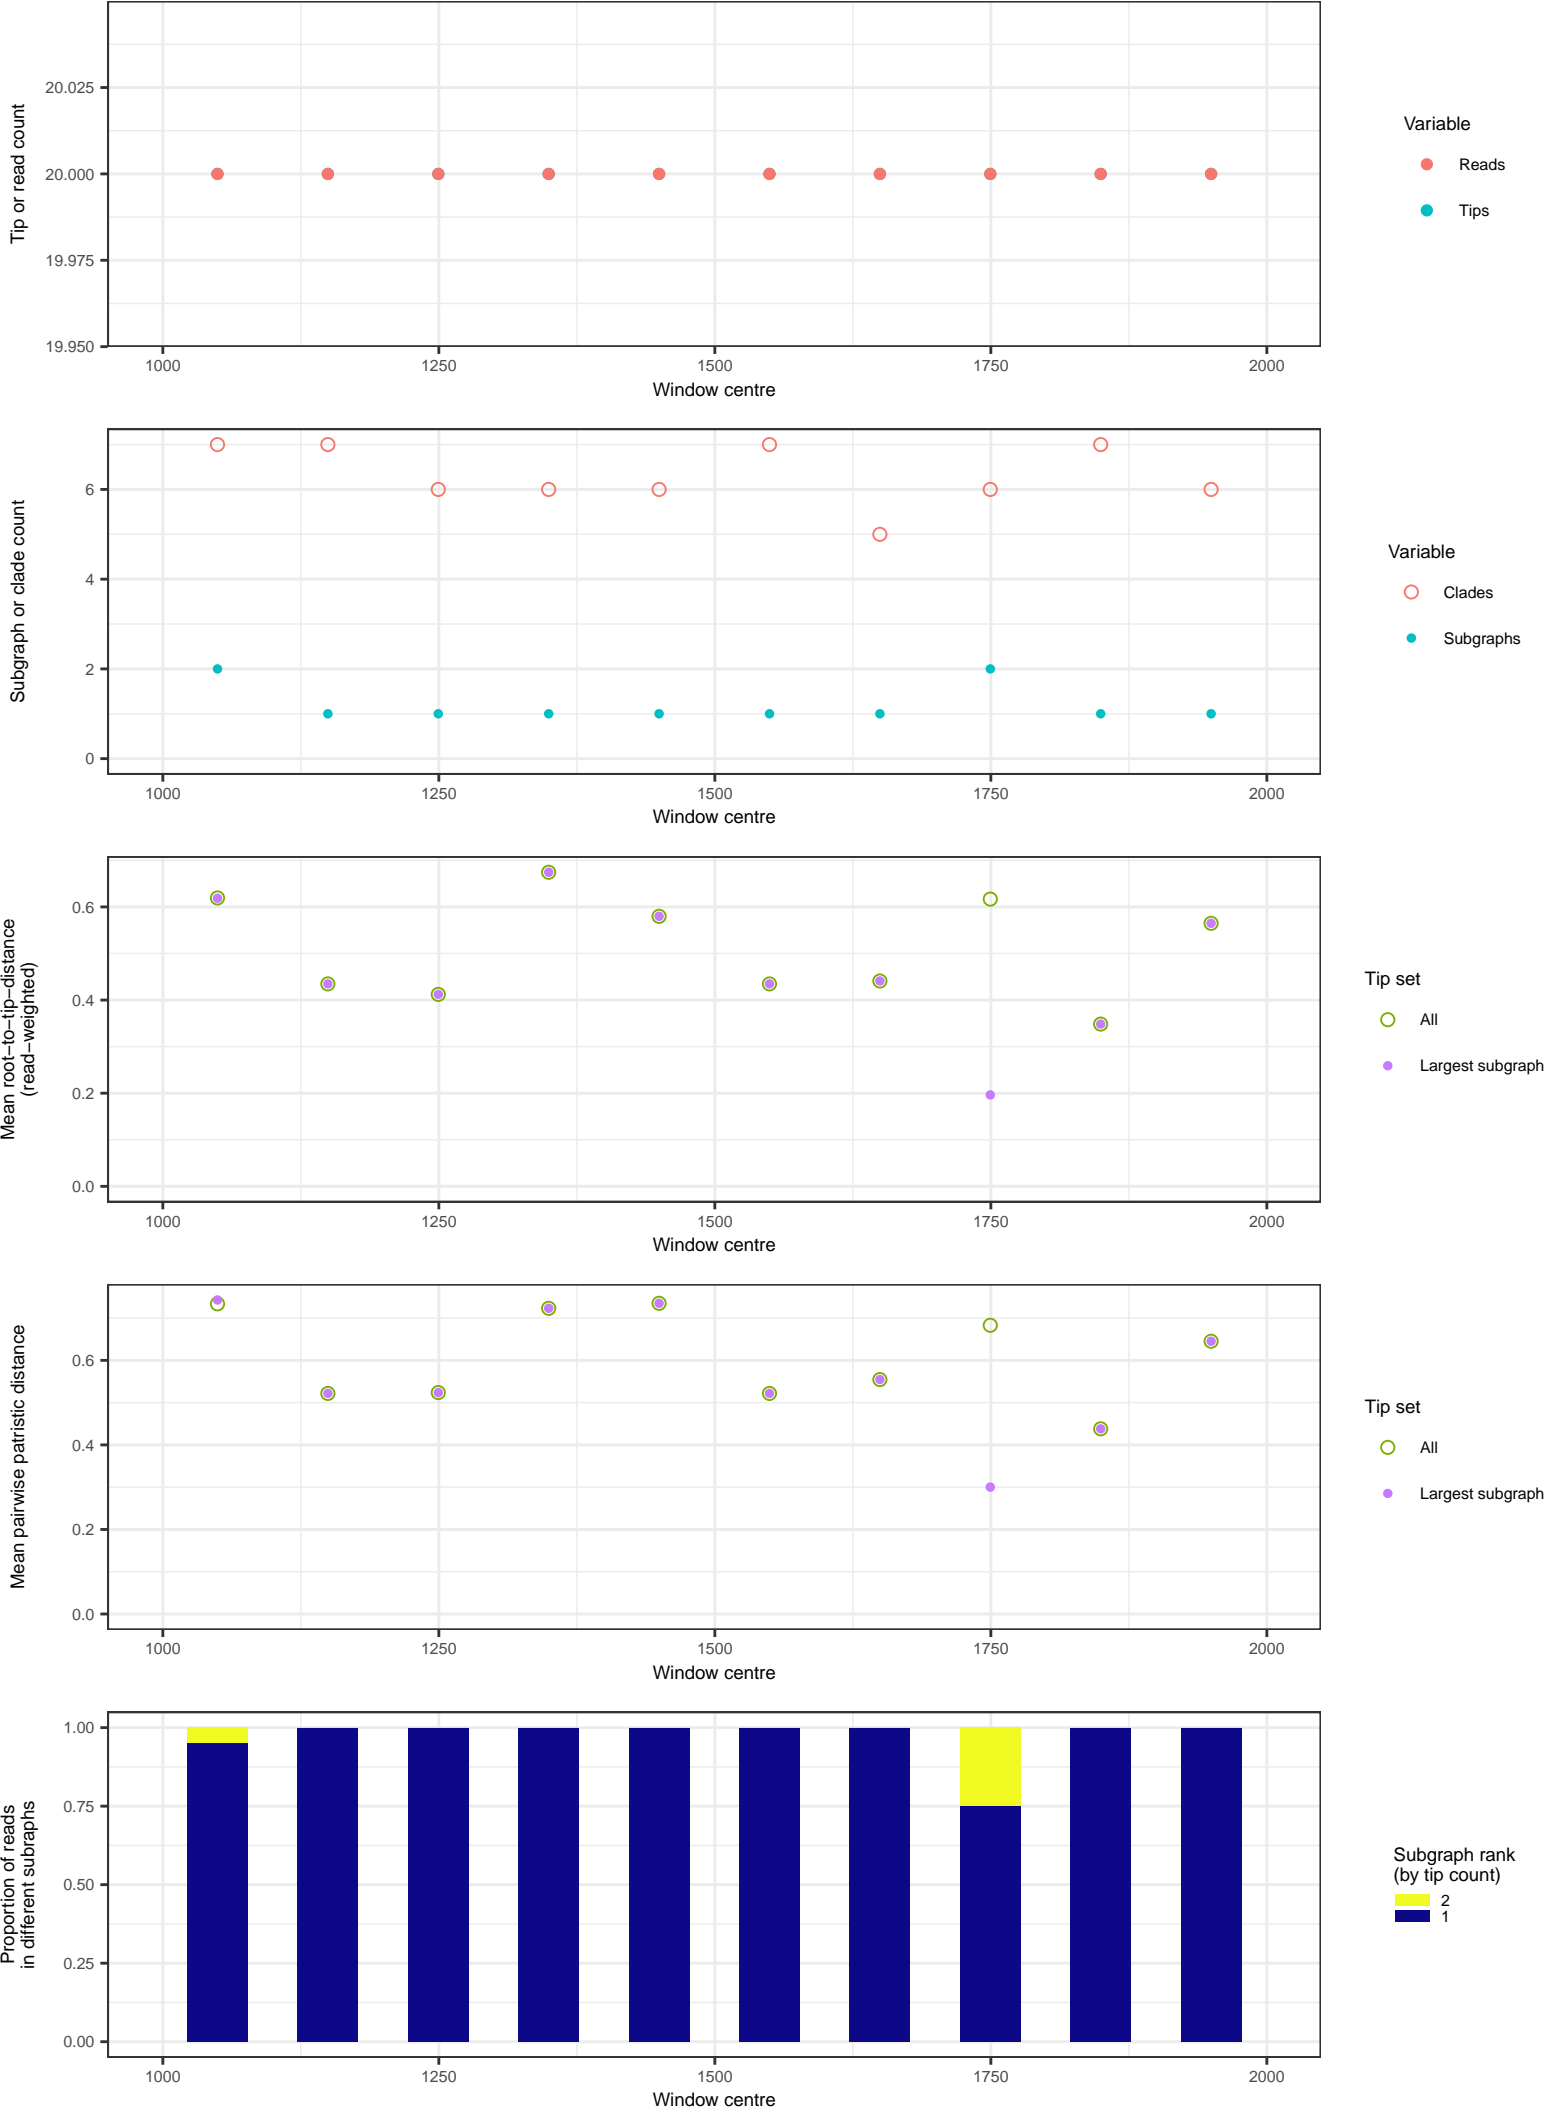 20.025
20.000
19.975
19.950
Tip or read count
1000 1250 1500 1750 2000
Window centre
Variable
Reads
Tips
6
4
2
0
Subgraph or clade count
1000 1250 1500 1750 2000
Window centre
Variable
Clades
Subgraphs
0.6
0.4
0.2
0.0
Mean root−to−tip−distance
(read−weighted)
1000 1250 1500 1750 2000
Window centre
Tip set
All
Largest subgraph
0.6
0.4
0.2
0.0
Mean pairwise patristic distance
1000 1250 1500 1750 2000
Window centre
Tip set
All
Largest subgraph
1.00
0.75
0.50
0.25
0.00
Proportion of reads
in different subraphs
1000 1250 1500 1750 2000
Window centre
Subgraph rank
(by tip count)
2
1